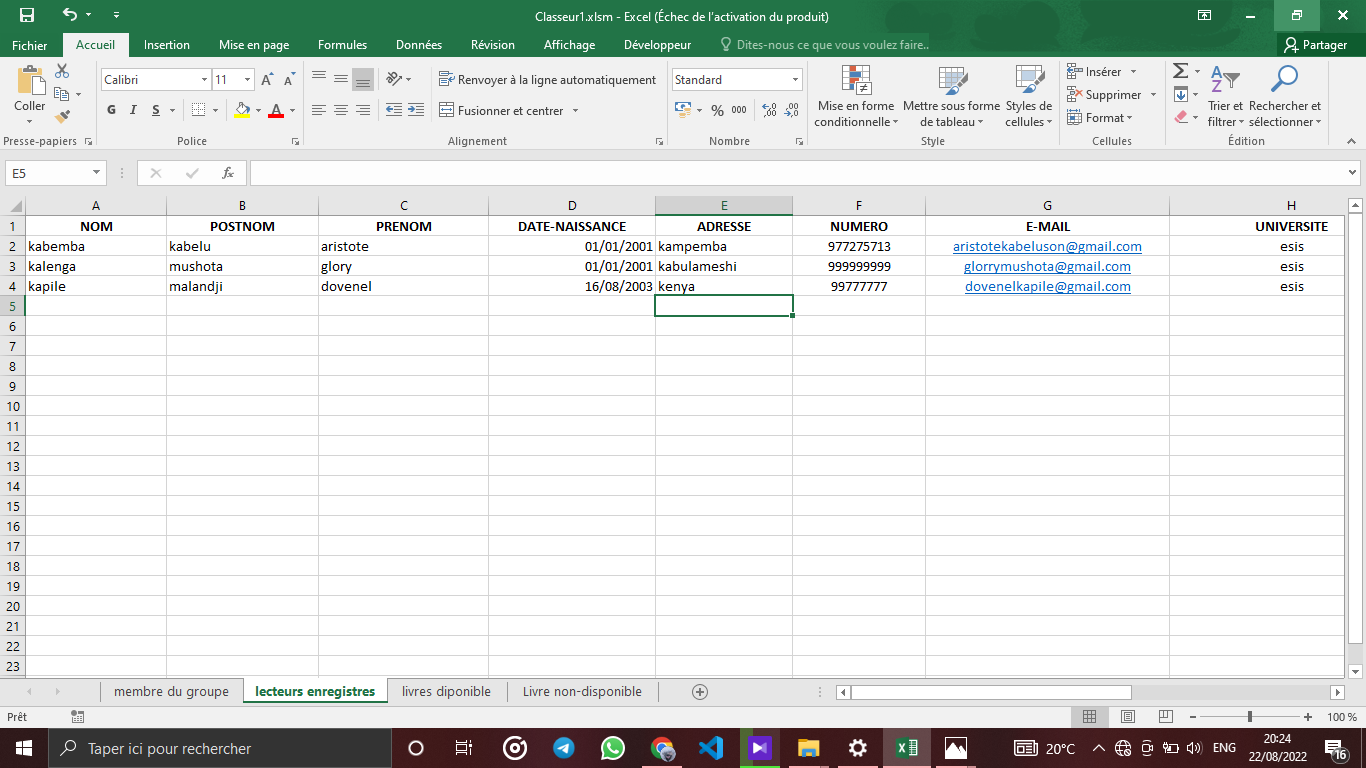 Classeur1.xlsm - Excel (Échec de l'activation du produit)
Fichier Accueil Insertion Mise en page Formules Données Révision Affichage Développeur Dites-nous ce que vous voulez faire.. Partager
Coller
Presse-papiers
Calibri 11
G I S
Police
Renvoyer à la ligne automatiquement
Fusionner et centrer
Alignement
Standard
% 000
Nombre
Mise en forme conditionnelle
Mettre sous forme de tableau
Styles de cellules
Style
Insérer
Supprimer
Format
Cellules
Trier et filtrer
Rechercher et sélectionner
Édition
E5 fx
A B C D E F G H
1 NOM POSTNOM PRENOM DATE-NAISSANCE ADRESSE NUMERO E-MAIL UNIVERSITE
2 kabemba kabelu aristote 01/01/2001 kampemba 977275713 aristotekabeluson@gmail.com esis
3 kalenga mushota glory 01/01/2001 kabulameshi 999999999 glorrymushota@gmail.com esis
4 kapile malandji dovenel 16/08/2003 kenya 99777777 dovenelkapile@gmail.com esis
5
6
7
8
9
10
11
12
13
14
15
16
17
18
19
20
21
22
23
membre du groupe lecteurs enregistres livres diponible Livre non-disponible
Prêt 100 %
Taper ici pour rechercher 20°C ENG 20:24
22/08/2022 16